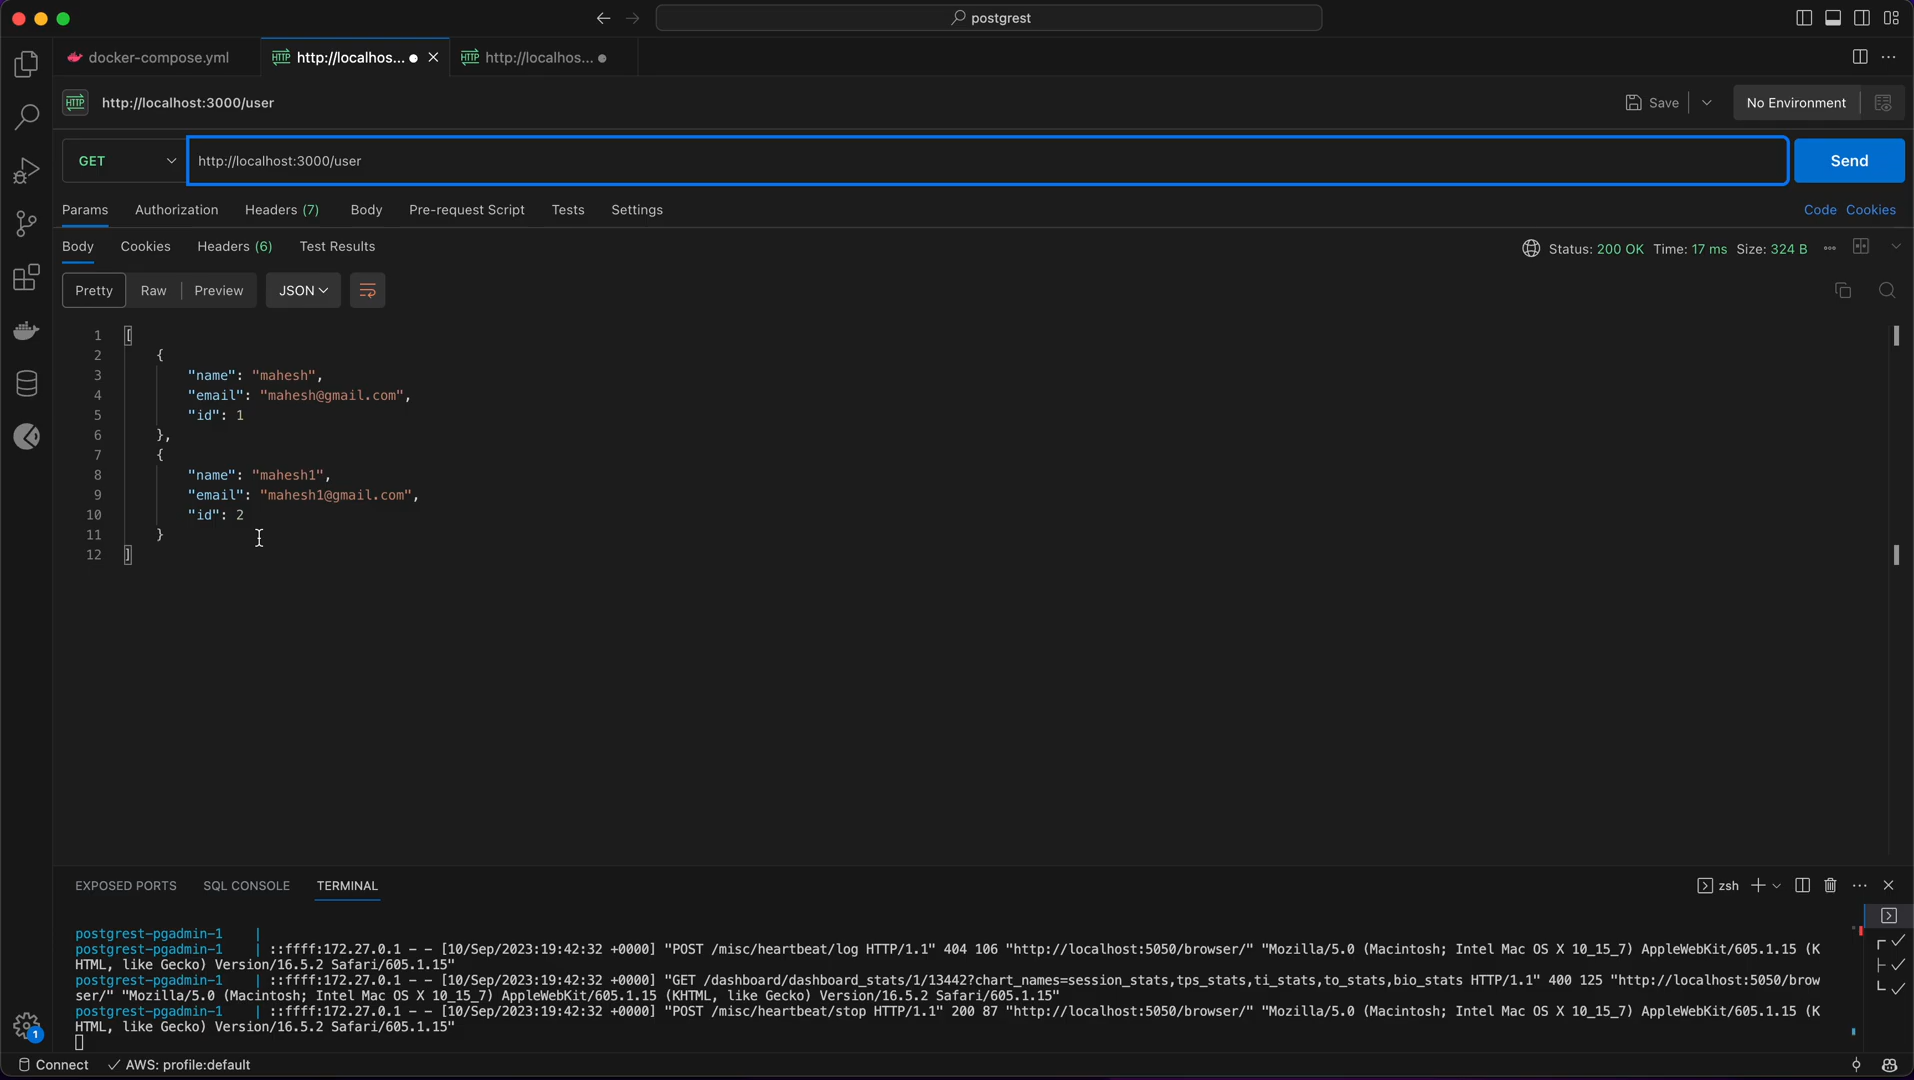 postgrest
docker-compose.yml
http://localhos...
http://localhos...
HTTP
http://localhost:3000/user
Save
No Environment
GET
http://localhost:3000/user
Send
Params
Authorization
Headers (7)
Body
Pre-request Script
Tests
Settings
Code
Cookies
Body
Cookies
Headers (6)
Test Results
Status: 200 OK Time: 17 ms Size: 324 B
Pretty
Raw
Preview
JSON
1 [
2 {
3 "name": "mahesh",
4 "email": "mahesh@gmail.com",
5 "id": 1
6 },
7 {
8 "name": "mahesh1",
9 "email": "mahesh1@gmail.com",
10 "id": 2
11 }
12 ]
EXPOSED PORTS
SQL CONSOLE
TERMINAL
zsh
postgrest-pgadmin-1 |
postgrest-pgadmin-1 | ::ffff:172.27.0.1 - - [10/Sep/2023:19:42:32 +0000] "POST /misc/heartbeat/log HTTP/1.1" 404 106 "http://localhost:5050/browser/" "Mozilla/5.0 (Macintosh; Intel Mac OS X 10_15_7) AppleWebKit/605.1.15 (K
HTML, like Gecko) Version/16.5.2 Safari/605.1.15"
postgrest-pgadmin-1 | ::ffff:172.27.0.1 - - [10/Sep/2023:19:42:32 +0000] "GET /dashboard/dashboard_stats/1/13442?chart_names=session_stats,tps_stats,ti_stats,to_stats,bio_stats HTTP/1.1" 400 125 "http://localhost:5050/brow
ser/" "Mozilla/5.0 (Macintosh; Intel Mac OS X 10_15_7) AppleWebKit/605.1.15 (KHTML, like Gecko) Version/16.5.2 Safari/605.1.15"
postgrest-pgadmin-1 | ::ffff:172.27.0.1 - - [10/Sep/2023:19:42:32 +0000] "POST /misc/heartbeat/stop HTTP/1.1" 200 87 "http://localhost:5050/browser/" "Mozilla/5.0 (Macintosh; Intel Mac OS X 10_15_7) AppleWebKit/605.1.15 (K
HTML, like Gecko) Version/16.5.2 Safari/605.1.15"
1
Connect
AWS: profile:default